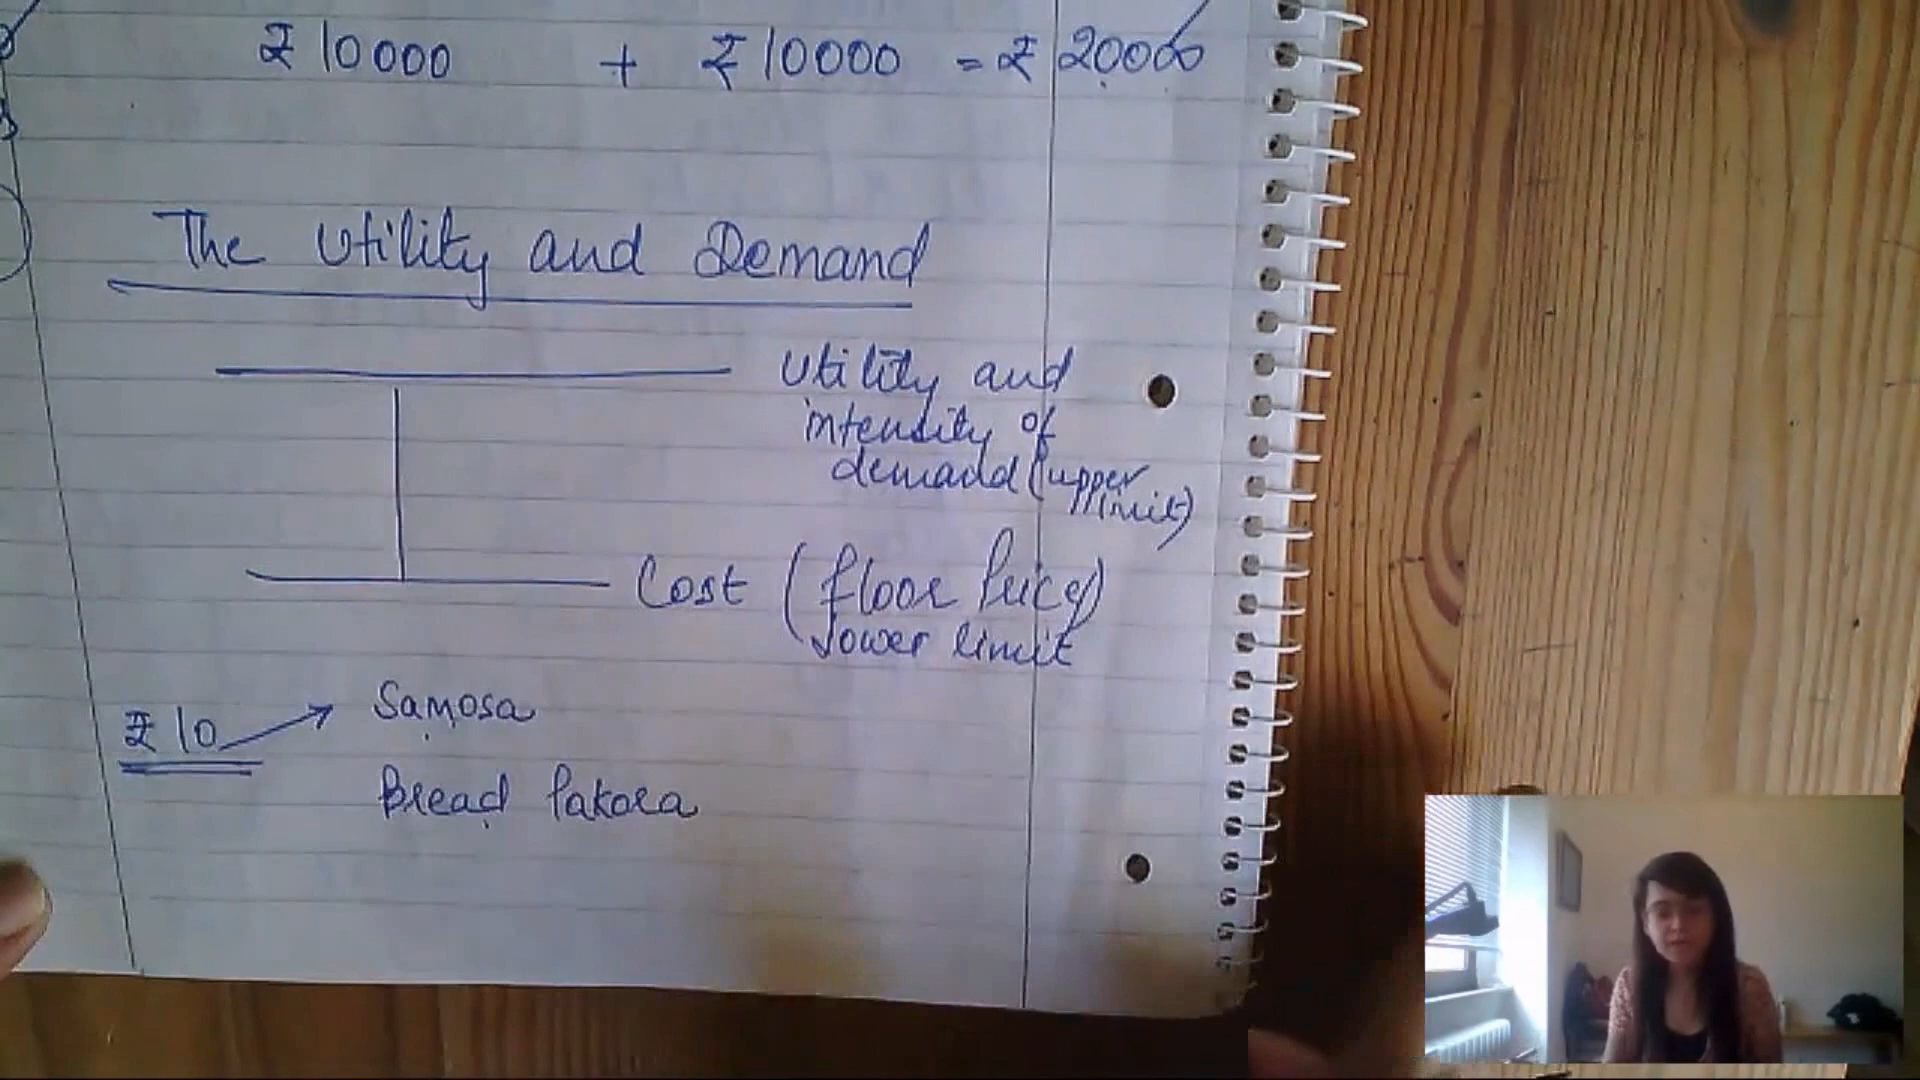 ₹ 10000 + ₹ 10000 = ₹ 20000
The Utility and Demand
Utility and
intensity of
demand (upper
limit)
Cost (floor Price)
lower limit
₹ 10 → Samosa
Bread Pakora